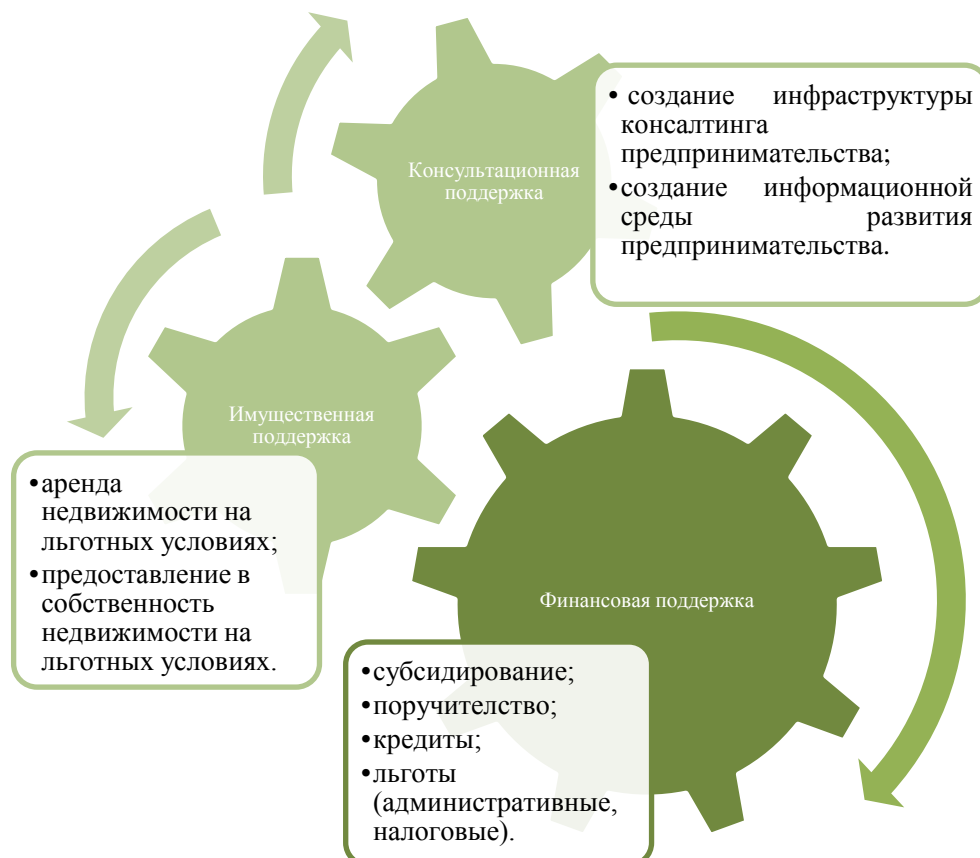 Консультационная
поддержка
• создание инфраструктуры
консалтинга
предпринимательства;
•создание информационной
среды развития
предпринимательства.
Имущественная
поддержка
•аренда
недвижимости на
льготных условиях;
•предоставление в
собственность
недвижимости на
льготных условиях.
Финансовая поддержка
•субсидирование;
•поручителство;
•кредиты;
•льготы
(административные,
налоговые).